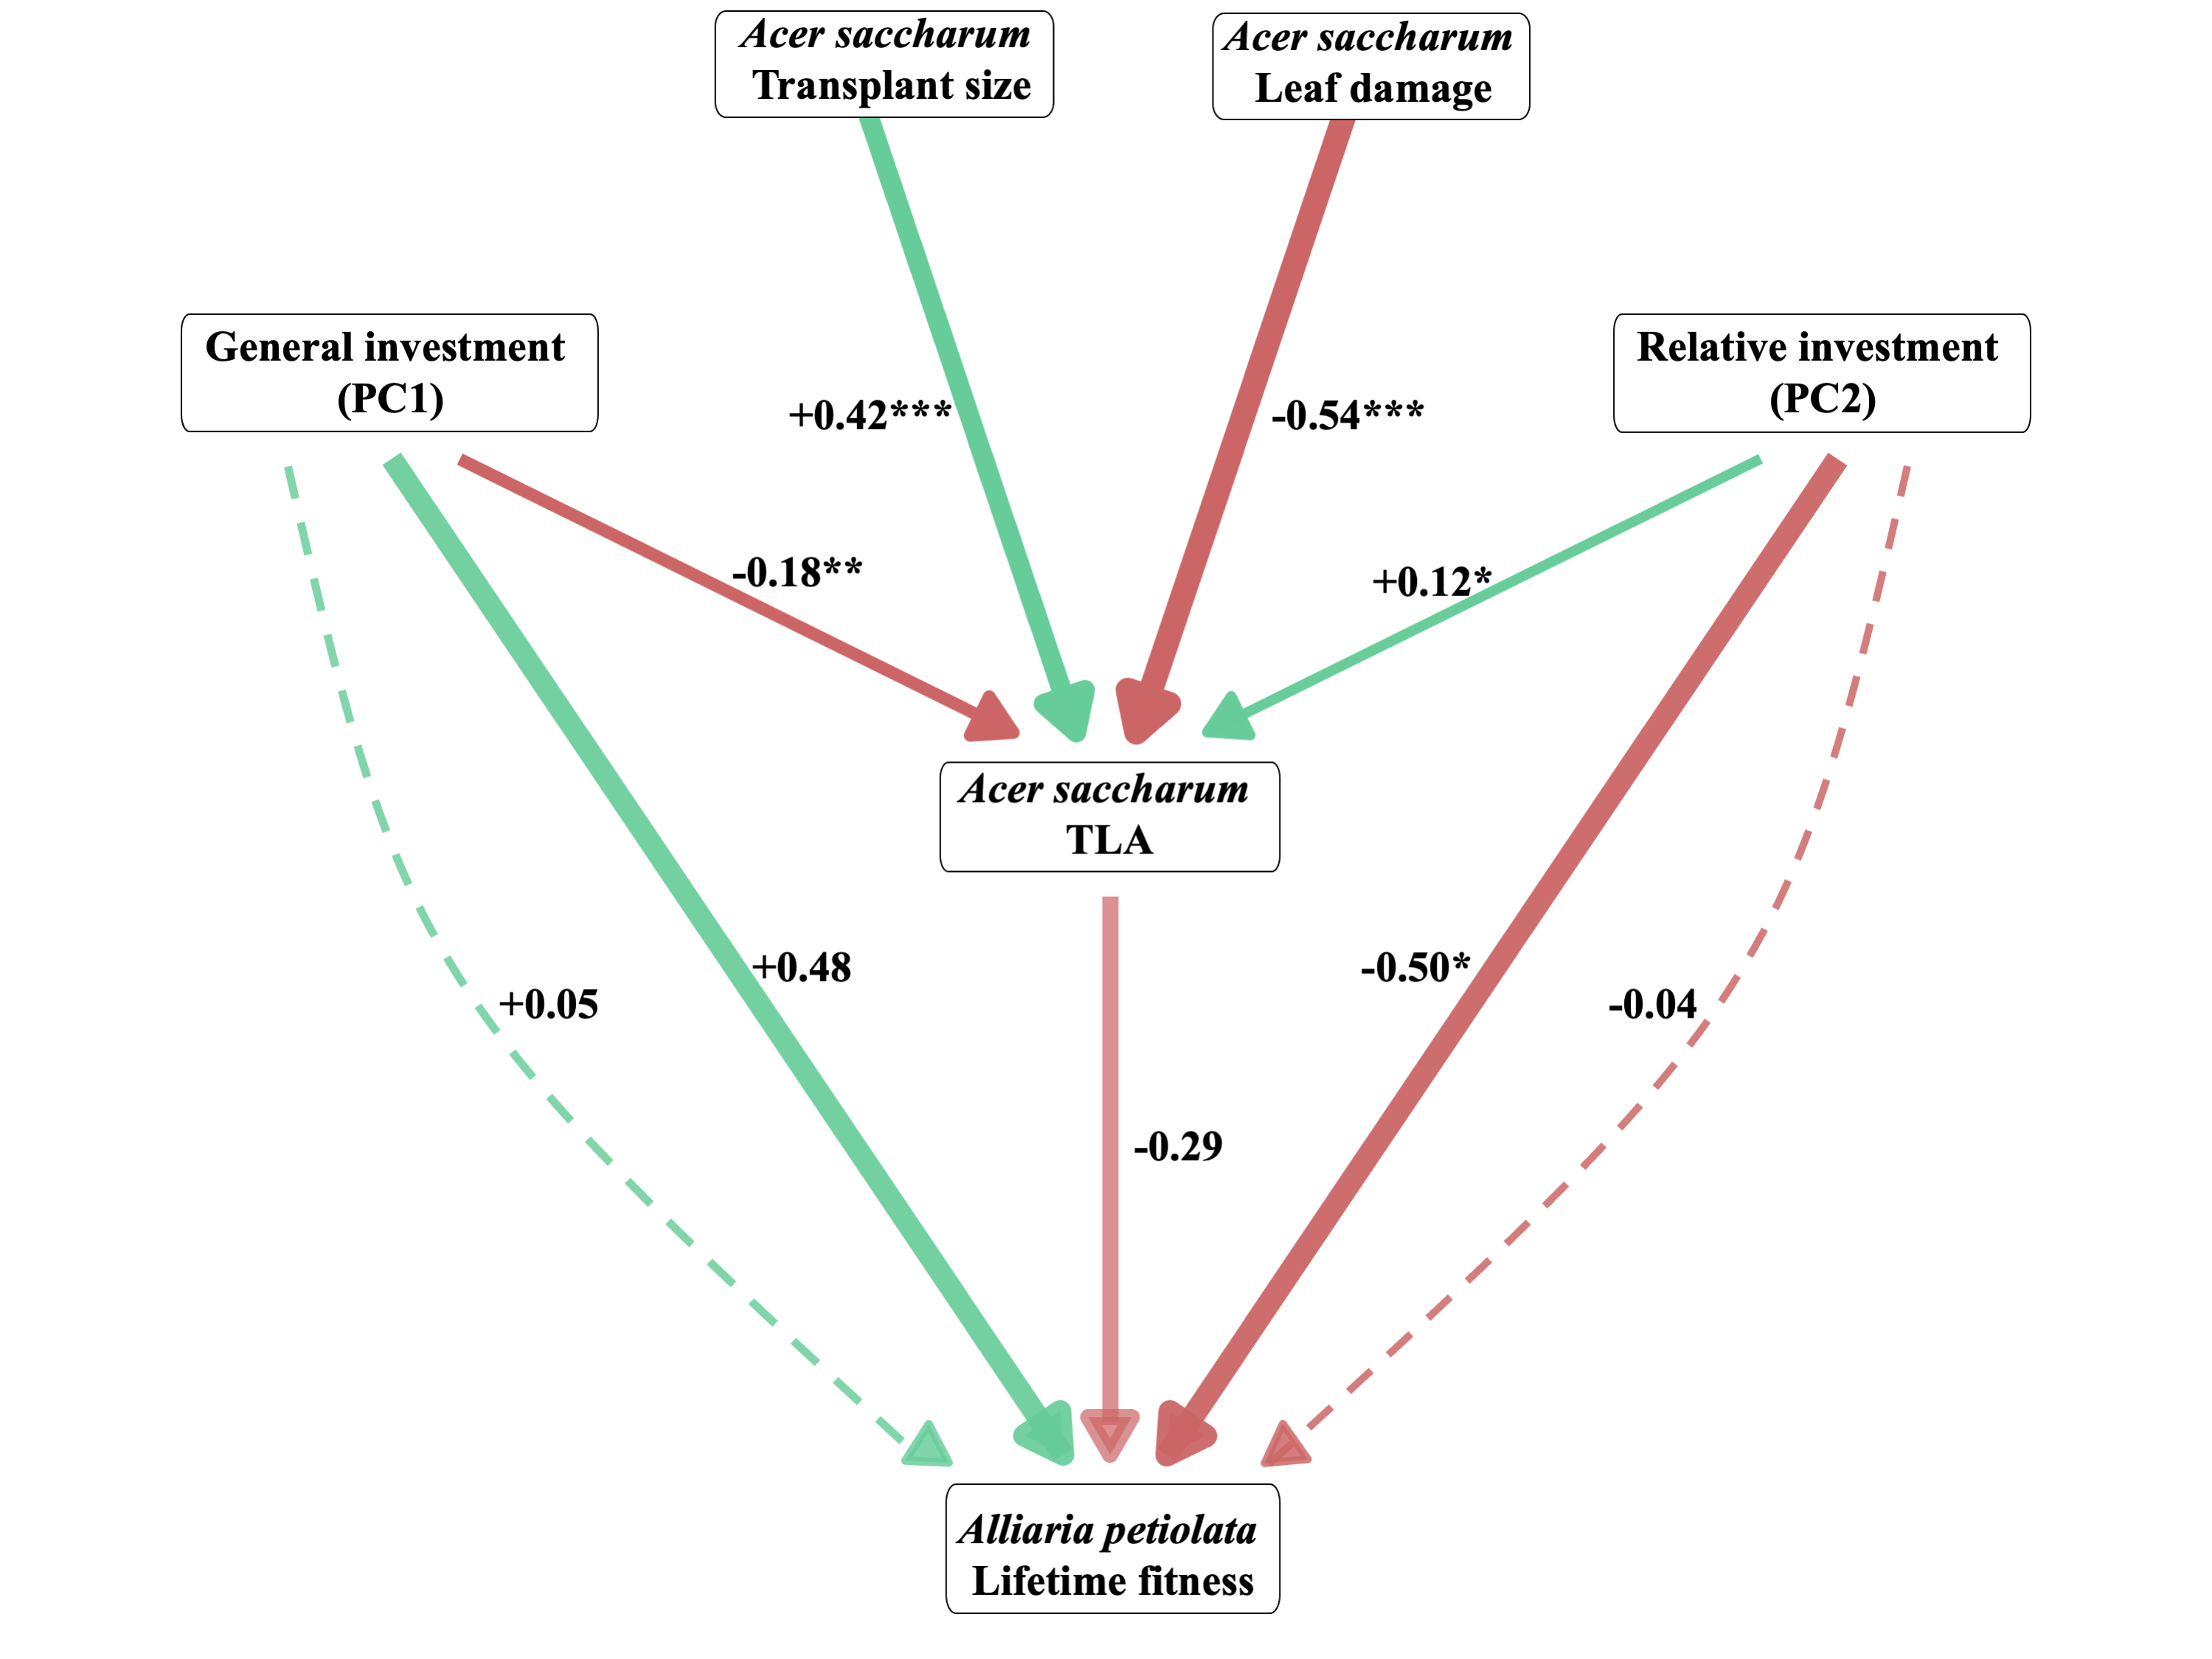 Acer saccharum
Transplant size
Acer saccharum
Leaf damage
General investment
(PC1)
Relative investment
(PC2)
+0.42***
-0.54***
-0.18**
+0.12*
Acer saccharum
TLA
+0.48
-0.50*
+0.05
-0.04
-0.29
Alliaria petiolata
Lifetime fitness